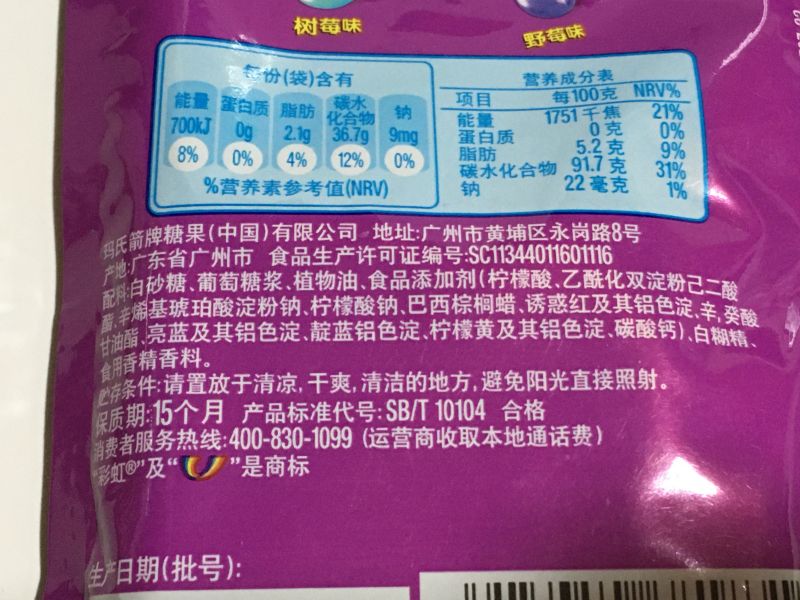 树莓味
野莓味
每份(袋)含有
能量 蛋白质 脂肪 碳水化合物 钠
700kJ 0g 2.1g 36.7g 9mg
8% 0% 4% 12% 0%
%营养素参考值(NRV)
营养成分表
项目 每100克 NRV%
能量 1751 千焦 21%
蛋白质 0 克 0%
脂肪 5.2 克 9%
碳水化合物 91.7 克 31%
钠 22 毫克 1%
玛氏箭牌糖果(中国)有限公司 地址:广州市黄埔区永岗路8号
产地:广东省广州市 食品生产许可证编号:SC11344011601116
配料:白砂糖、葡萄糖浆、植物油、食品添加剂(柠檬酸、乙酰化双淀粉己二酸
酯、辛烯基琥珀酸淀粉钠、柠檬酸钠、巴西棕榈蜡、诱惑红及其铝色淀、辛,癸酸
甘油酯、亮蓝及其铝色淀、靛蓝铝色淀、柠檬黄及其铝色淀、碳酸钙)、白糊精、
食用香精香料。
贮存条件:请置放于清凉,干爽,清洁的地方,避免阳光直接照射。
保质期:15个月 产品标准代号:SB/T 10104 合格
消费者服务热线:400-830-1099 (运营商收取本地通话费)
“彩虹®”及“ ”是商标
生产日期(批号):